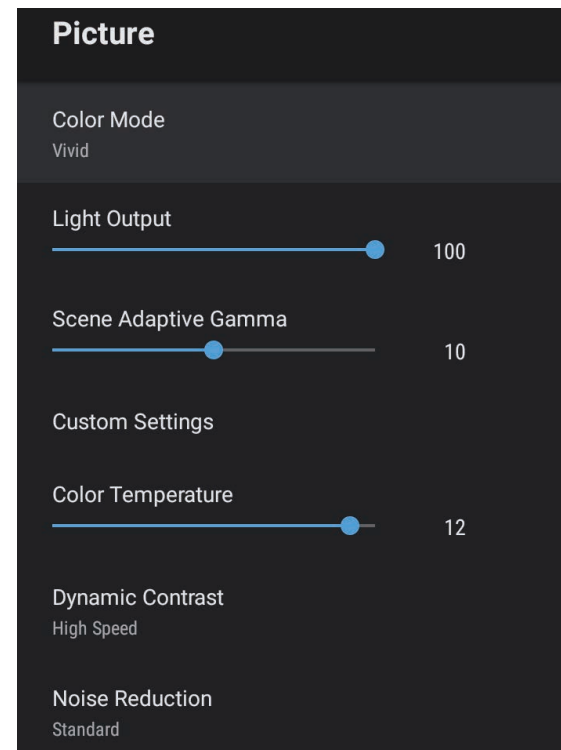 Picture
Color Mode
Vivid
Light Output
100
Scene Adaptive Gamma
10
Custom Settings
Color Temperature
12
Dynamic Contrast
High Speed
Noise Reduction
Standard